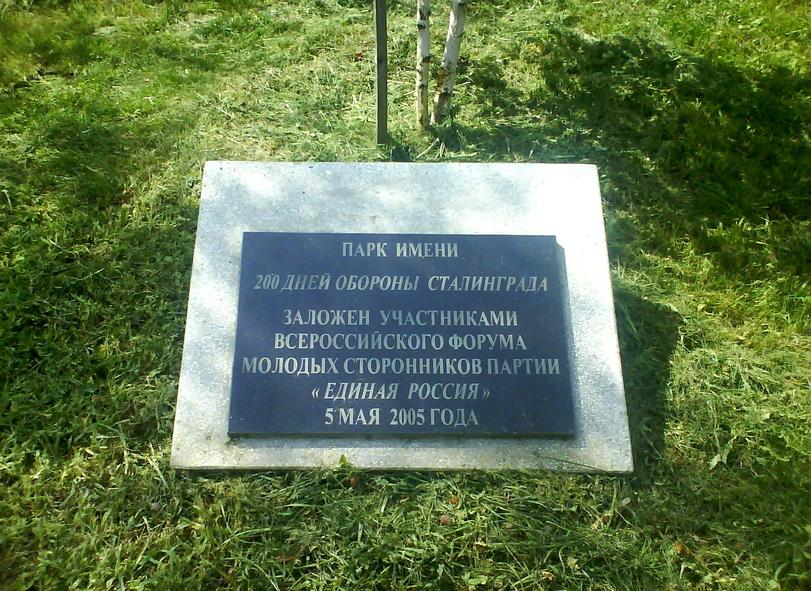 ПАРК ИМЕНИ
200 ДНЕЙ ОБОРОНЫ СТАЛИНГРАДА
ЗАЛОЖЕН УЧАСТНИКАМИ
ВСЕРОССИЙСКОГО ФОРУМА
МОЛОДЫХ СТОРОННИКОВ ПАРТИИ
«ЕДИНАЯ РОССИЯ»
5 МАЯ 2005 ГОДА